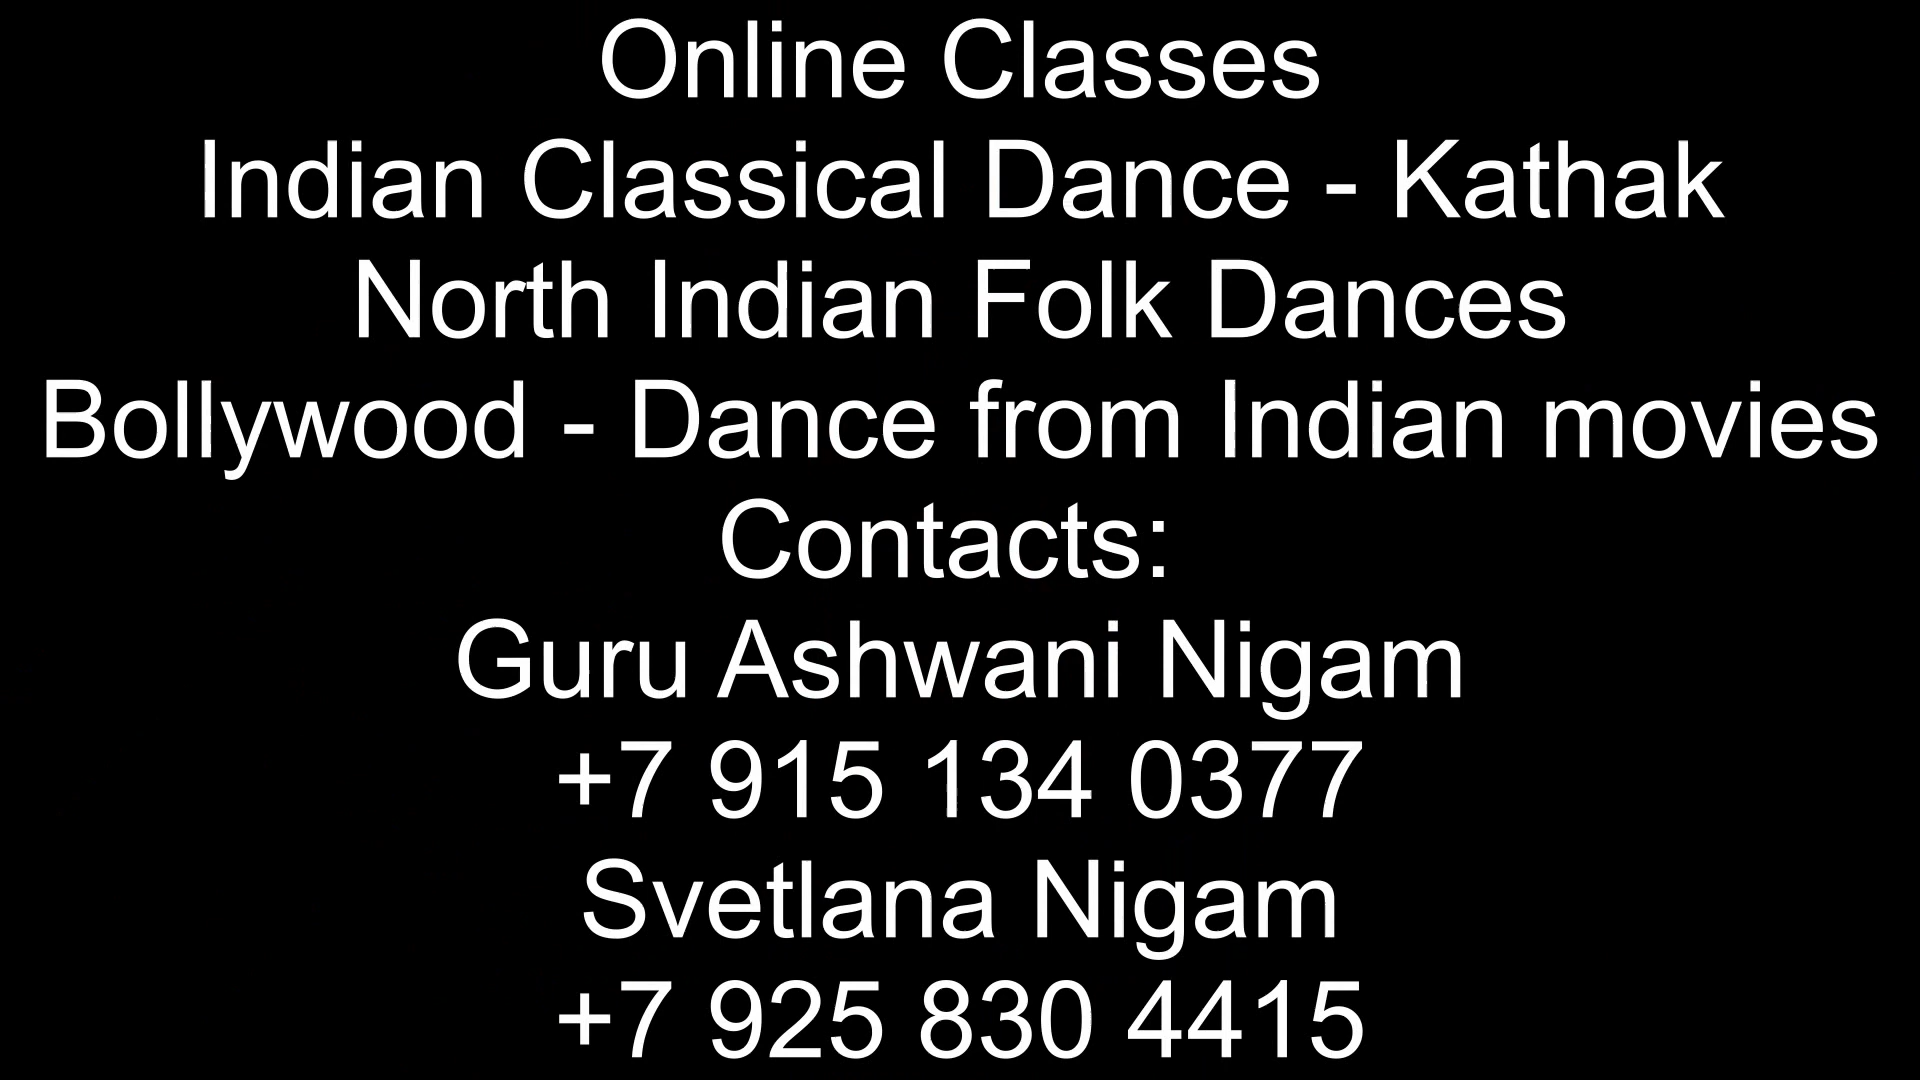 Online Classes
Indian Classical Dance - Kathak
North Indian Folk Dances
Bollywood - Dance from Indian movies
Contacts:
Guru Ashwani Nigam
+7 915 134 0377
Svetlana Nigam
+7 925 830 4415